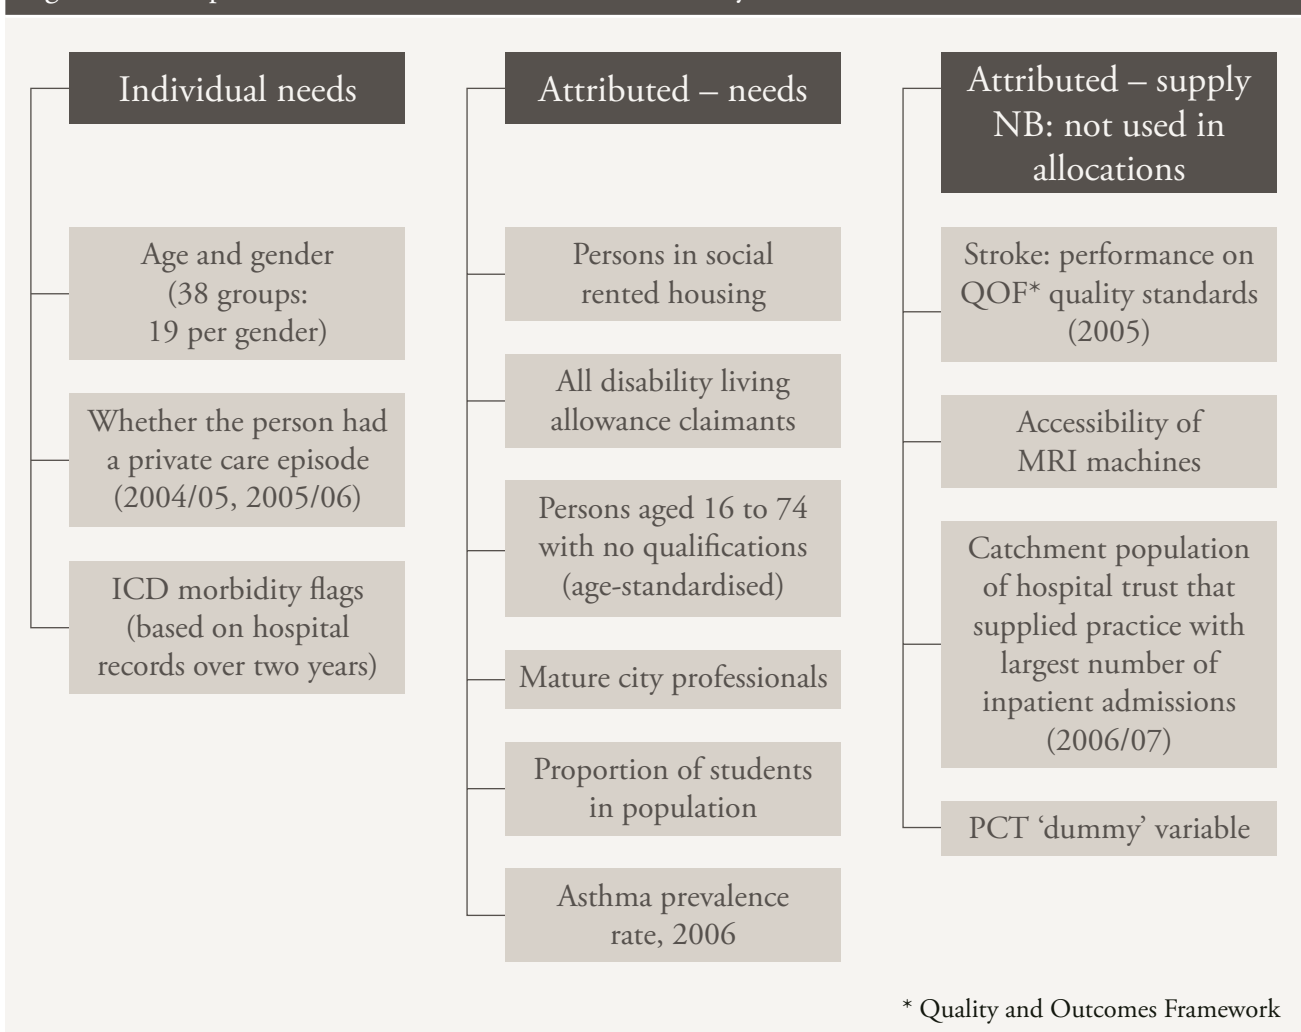 Individual needs
Age and gender
(38 groups:
19 per gender)
Whether the person had
a private care episode
(2004/05, 2005/06)
ICD morbidity flags
(based on hospital
records over two years)
Attributed – needs
Persons in social
rented housing
All disability living
allowance claimants
Persons aged 16 to 74
with no qualifications
(age-standardised)
Mature city professionals
Proportion of students
in population
Asthma prevalence
rate, 2006
Attributed – supply
NB: not used in
allocations
Stroke: performance on
QOF* quality standards
(2005)
Accessibility of
MRI machines
Catchment population
of hospital trust that
supplied practice with
largest number of
inpatient admissions
(2006/07)
PCT ‘dummy’ variable
* Quality and Outcomes Framework